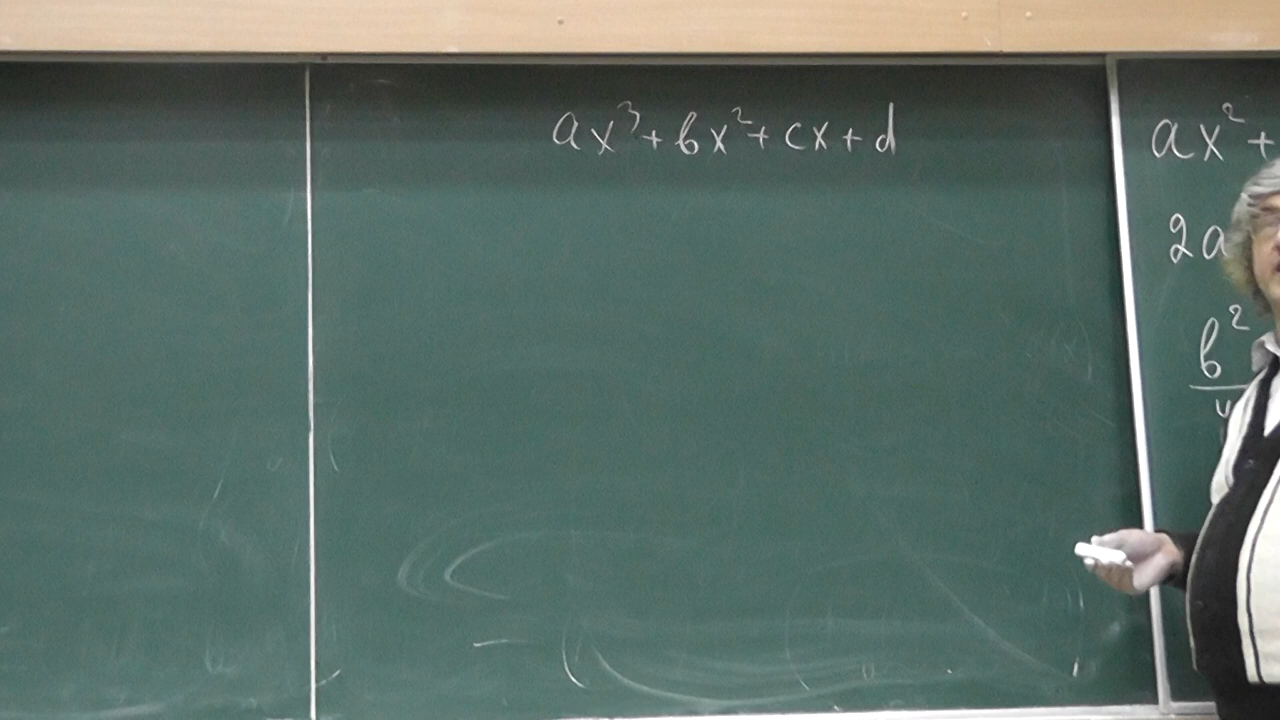 ax³+bx²+cx+d
ax²+
2a
b²